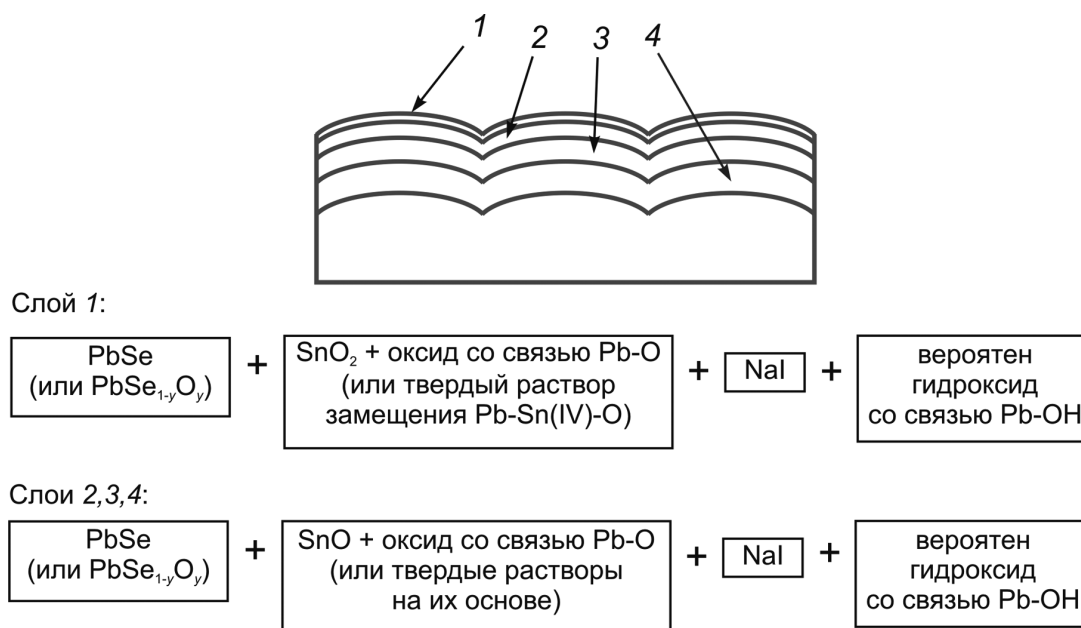 1
2
3
4
Слой 1:
PbSe
(или PbSe₁₋yOy)
+
SnO₂ + оксид со связью Pb-O
(или твердый раствор
замещения Pb-Sn(IV)-O)
+
NaI
+
вероятен
гидроксид
со связью Pb-OH
Слои 2,3,4:
PbSe
(или PbSe₁₋yOy)
+
SnO + оксид со связью Pb-O
(или твердые растворы
на их основе)
+
NaI
+
вероятен
гидроксид
со связью Pb-OH